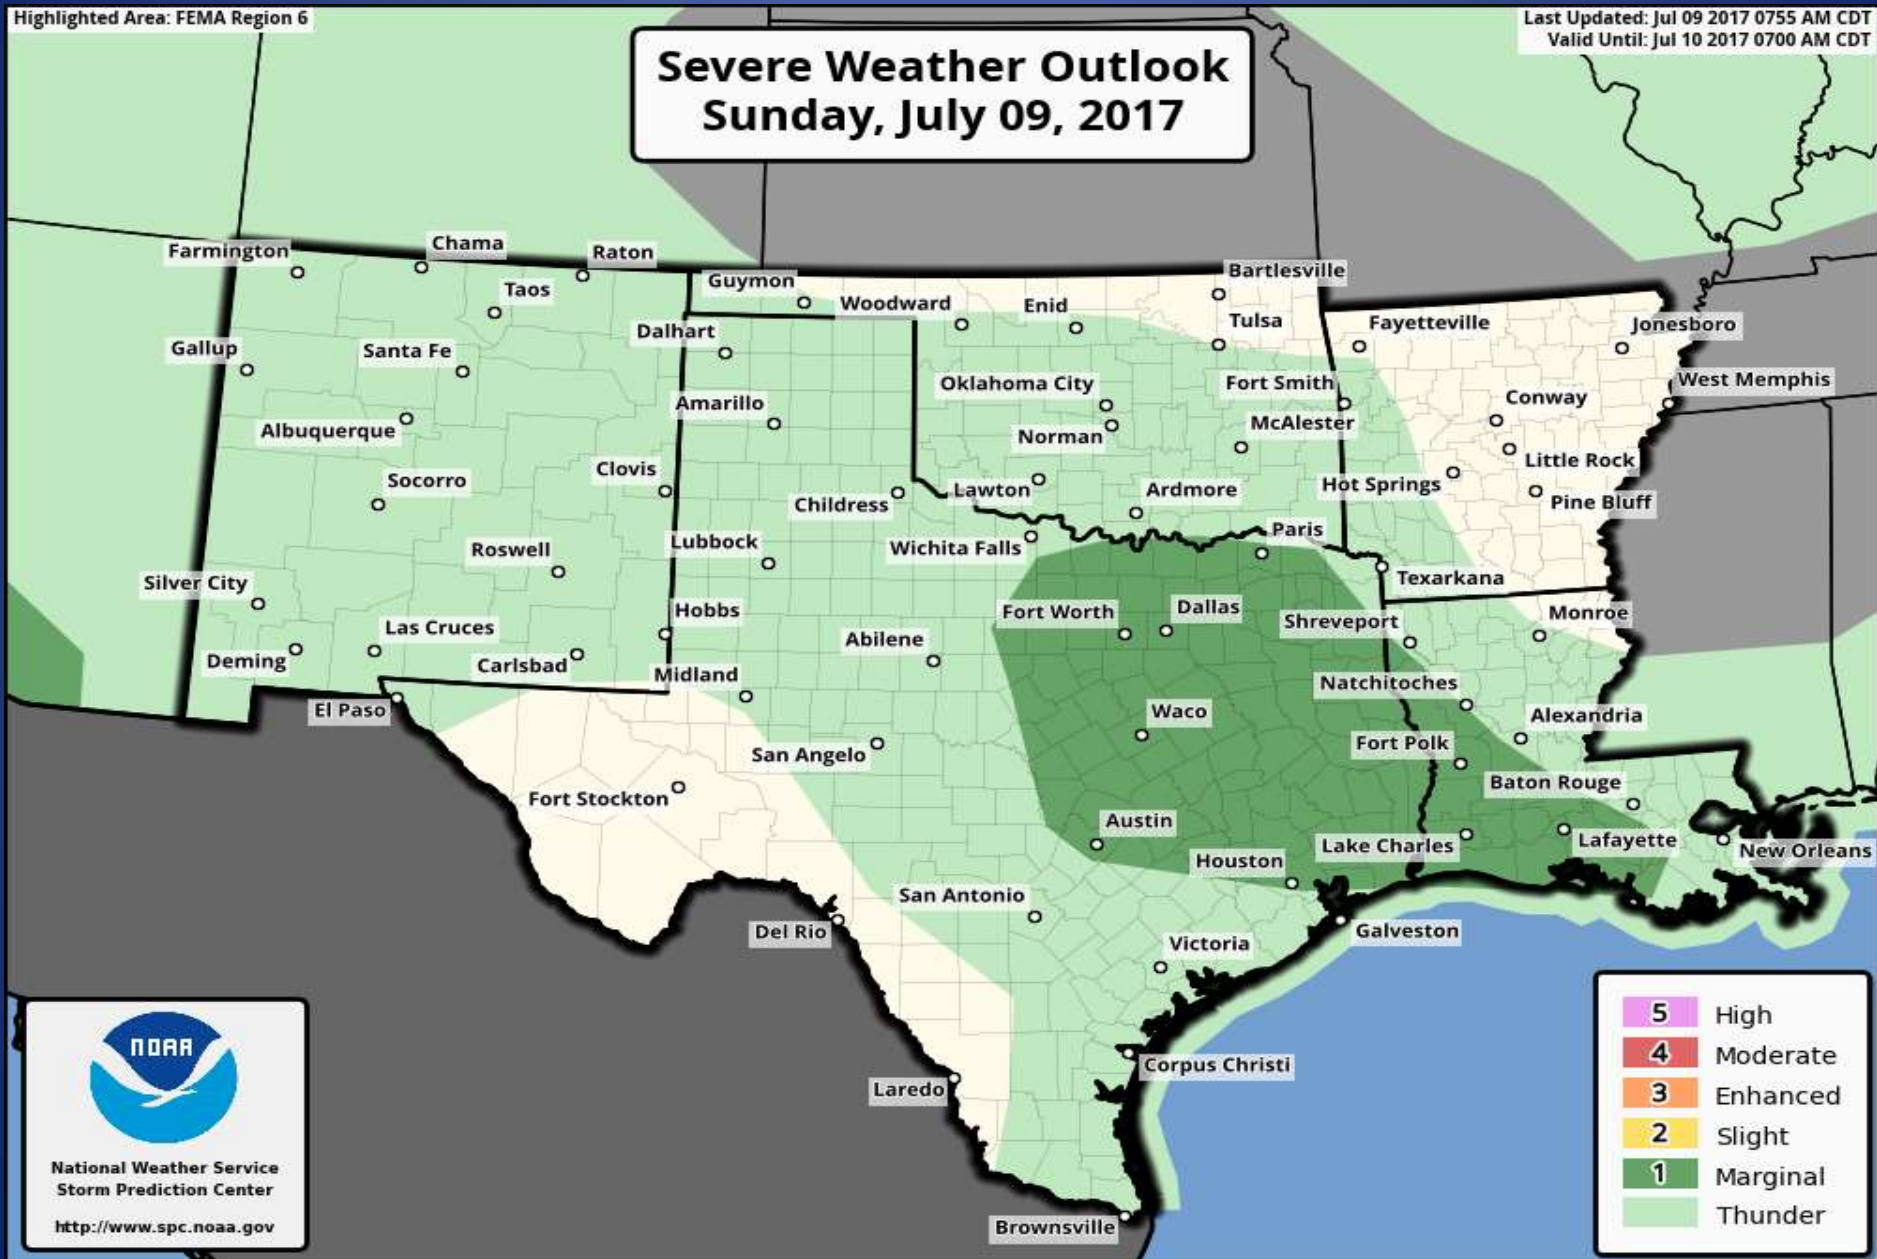 Highlighted Area: FEMA Region 6
Last Updated: Jul 09 2017 0755 AM CDT
Valid Until: Jul 10 2017 0700 AM CDT
Severe Weather Outlook
Sunday, July 09, 2017
Farmington
Chama
Raton
Taos
Guymon
Woodward
Enid
Bartlesville
Tulsa
Fayetteville
Jonesboro
Gallup
Santa Fe
Dalhart
Oklahoma City
Fort Smith
West Memphis
Amarillo
Conway
Albuquerque
Norman
McAlester
Little Rock
Socorro
Clovis
Childress
Lawton
Ardmore
Hot Springs
Pine Bluff
Roswell
Lubbock
Wichita Falls
Paris
Silver City
Texarkana
Las Cruces
Hobbs
Fort Worth
Dallas
Shreveport
Monroe
Deming
Carlsbad
Midland
Abilene
Natchitoches
El Paso
Waco
Alexandria
San Angelo
Fort Polk
Fort Stockton
Baton Rouge
Austin
Lake Charles
Lafayette
New Orleans
Houston
San Antonio
Del Rio
Victoria
Galveston
Corpus Christi
Laredo
Brownsville
NOAA
National Weather Service
Storm Prediction Center
http://www.spc.noaa.gov
5 High
4 Moderate
3 Enhanced
2 Slight
1 Marginal
Thunder